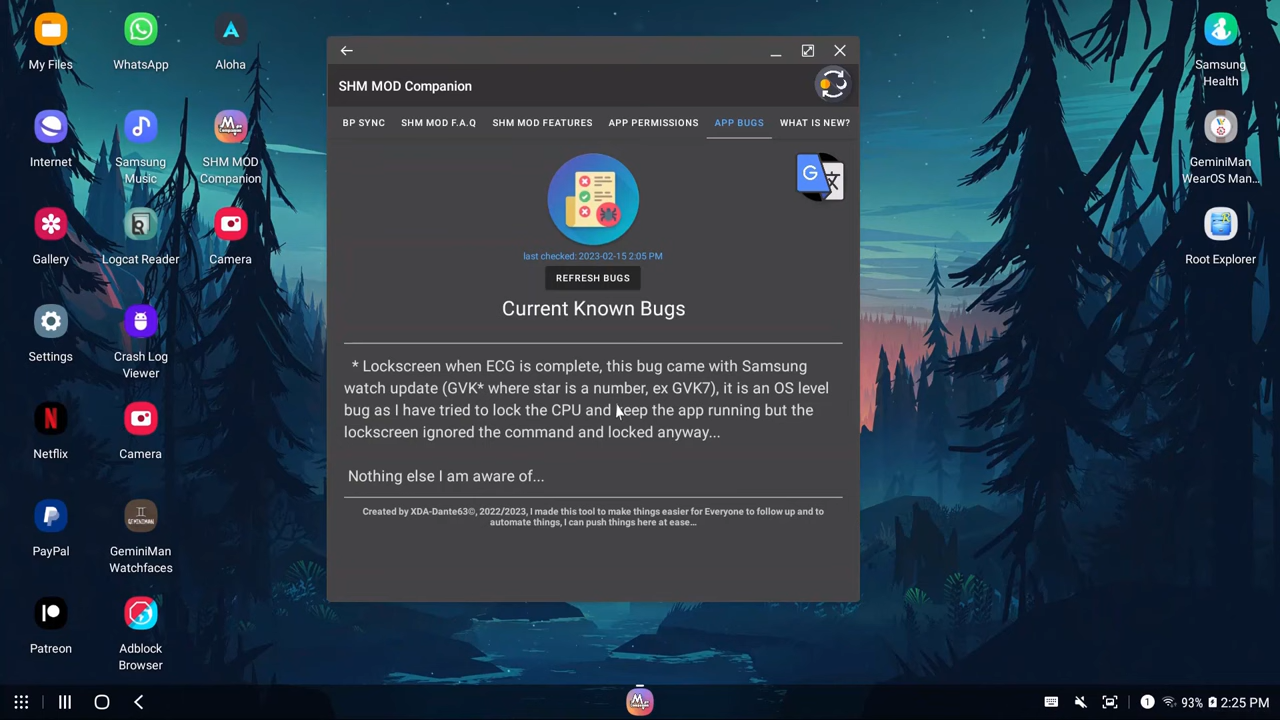 My Files
WhatsApp
Aloha
Internet
Samsung
Music
SHM MOD
Companion
Gallery
Logcat Reader
Camera
Settings
Crash Log
Viewer
Netflix
Camera
PayPal
GEMINIMAN
GeminiMan
Watchfaces
Patreon
Adblock
Browser
SHM MOD Companion
BP SYNC
SHM MOD F.A.Q
SHM MOD FEATURES
APP PERMISSIONS
APP BUGS
WHAT IS NEW?
G
last checked: 2023-02-15 2:05 PM
REFRESH BUGS
Current Known Bugs
* Lockscreen when ECG is complete, this bug came with Samsung
watch update (GVK* where star is a number, ex GVK7), it is an OS level
bug as I have tried to lock the CPU and keep the app running but the
lockscreen ignored the command and locked anyway...
Nothing else I am aware of...
Created by XDA-Dante63©, 2022/2023, I made this tool to make things easier for Everyone to follow up and to
automate things, I can push things here at ease...
Samsung
Health
GeminiMan
WearOS Man...
Root Explorer
1
93%
2:25 PM